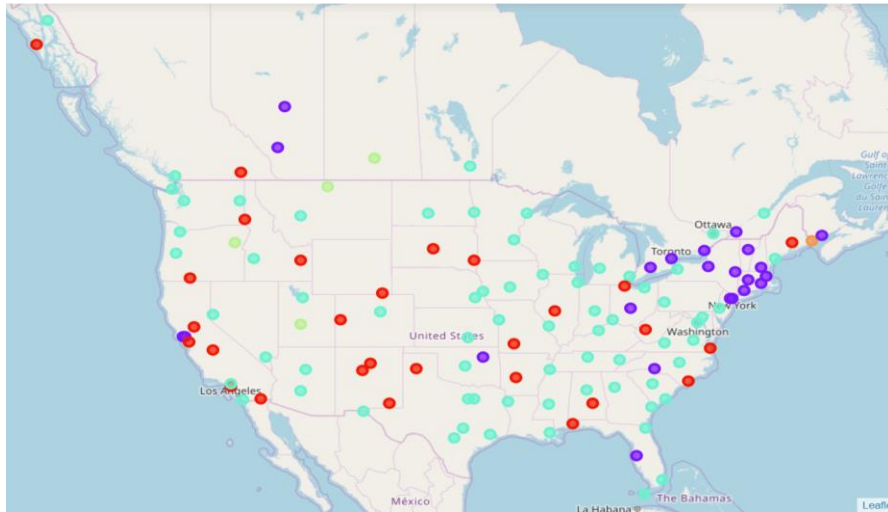 Gulf of
Saint-
Lawrence
Golfe
du Saint-
Laurent
Ottawa
Toronto
New York
Washington
United States
Los Angeles
México
La Habana
The Bahamas
Leafl